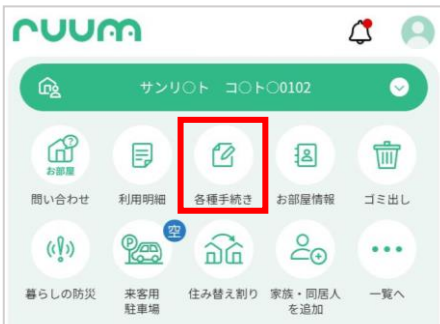 ruum
サンリ○ト コ○ト○0102
お部屋
問い合わせ
利用明細
各種手続き
お部屋情報
ゴミ出し
空
暮らしの防災
来客用
駐車場
住み替え割り
家族・同居人
を追加
一覧へ